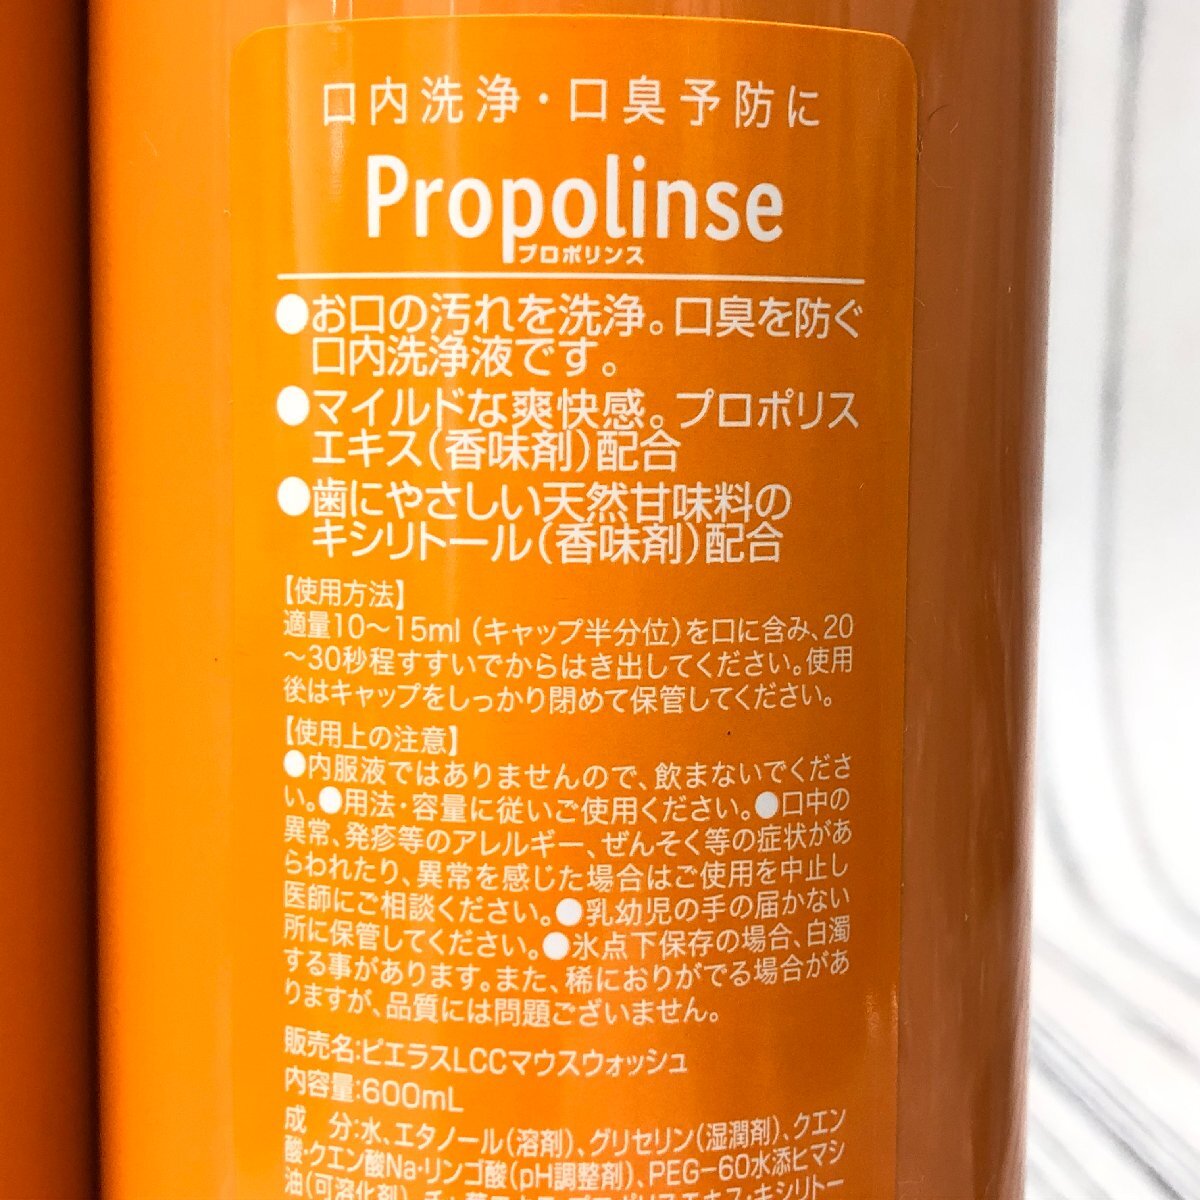 口内洗浄・口臭予防に
Propolinse
プロポリンス
●お口の汚れを洗浄。口臭を防ぐ
口内洗浄液です。
●マイルドな爽快感。プロポリス
エキス(香味剤)配合
●歯にやさしい天然甘味料の
キシリトール(香味剤)配合
【使用方法】
適量10〜15ml (キャップ半分位)を口に含み、20
〜30秒程すすいでからはき出してください。使用
後はキャップをしっかり閉めて保管してください。
【使用上の注意】
●内服液ではありませんので、飲まないでくださ
い。●用法・容量に従いご使用ください。●口中の
異常、発疹等のアレルギー、ぜんそく等の症状があ
らわれたり、異常を感じた場合はご使用を中止し
医師にご相談ください。●乳幼児の手の届かない
所に保管してください。●氷点下保存の場合、白濁
する事があります。また、稀におりがでる場合があ
りますが、品質には問題ございません。
販売名:ピエラスLCCマウスウォッシュ
内容量:600mL
成　分:水、エタノール(溶剤)、グリセリン(湿潤剤)、クエン
酸・クエン酸Na・リンゴ酸(pH調整剤)、PEG-60水添ヒマシ
油(可溶化剤)、チャ葉エキス・プロポリスエキス・キシリトー